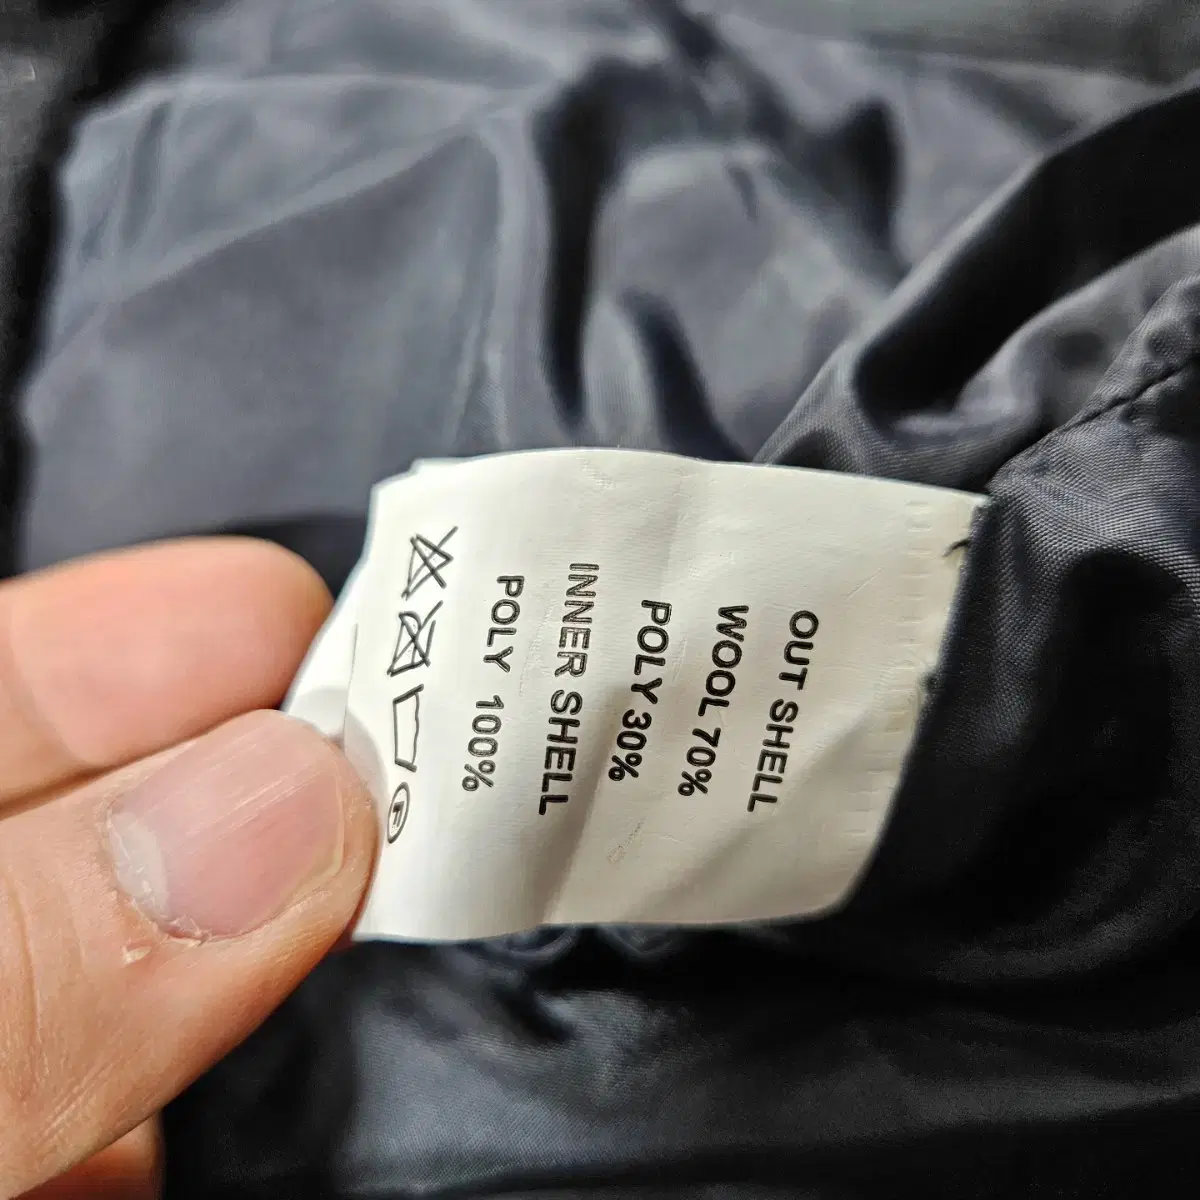 OUT SHELL
WOOL 70%
POLY 30%
INNER SHELL
POLY 100%
F